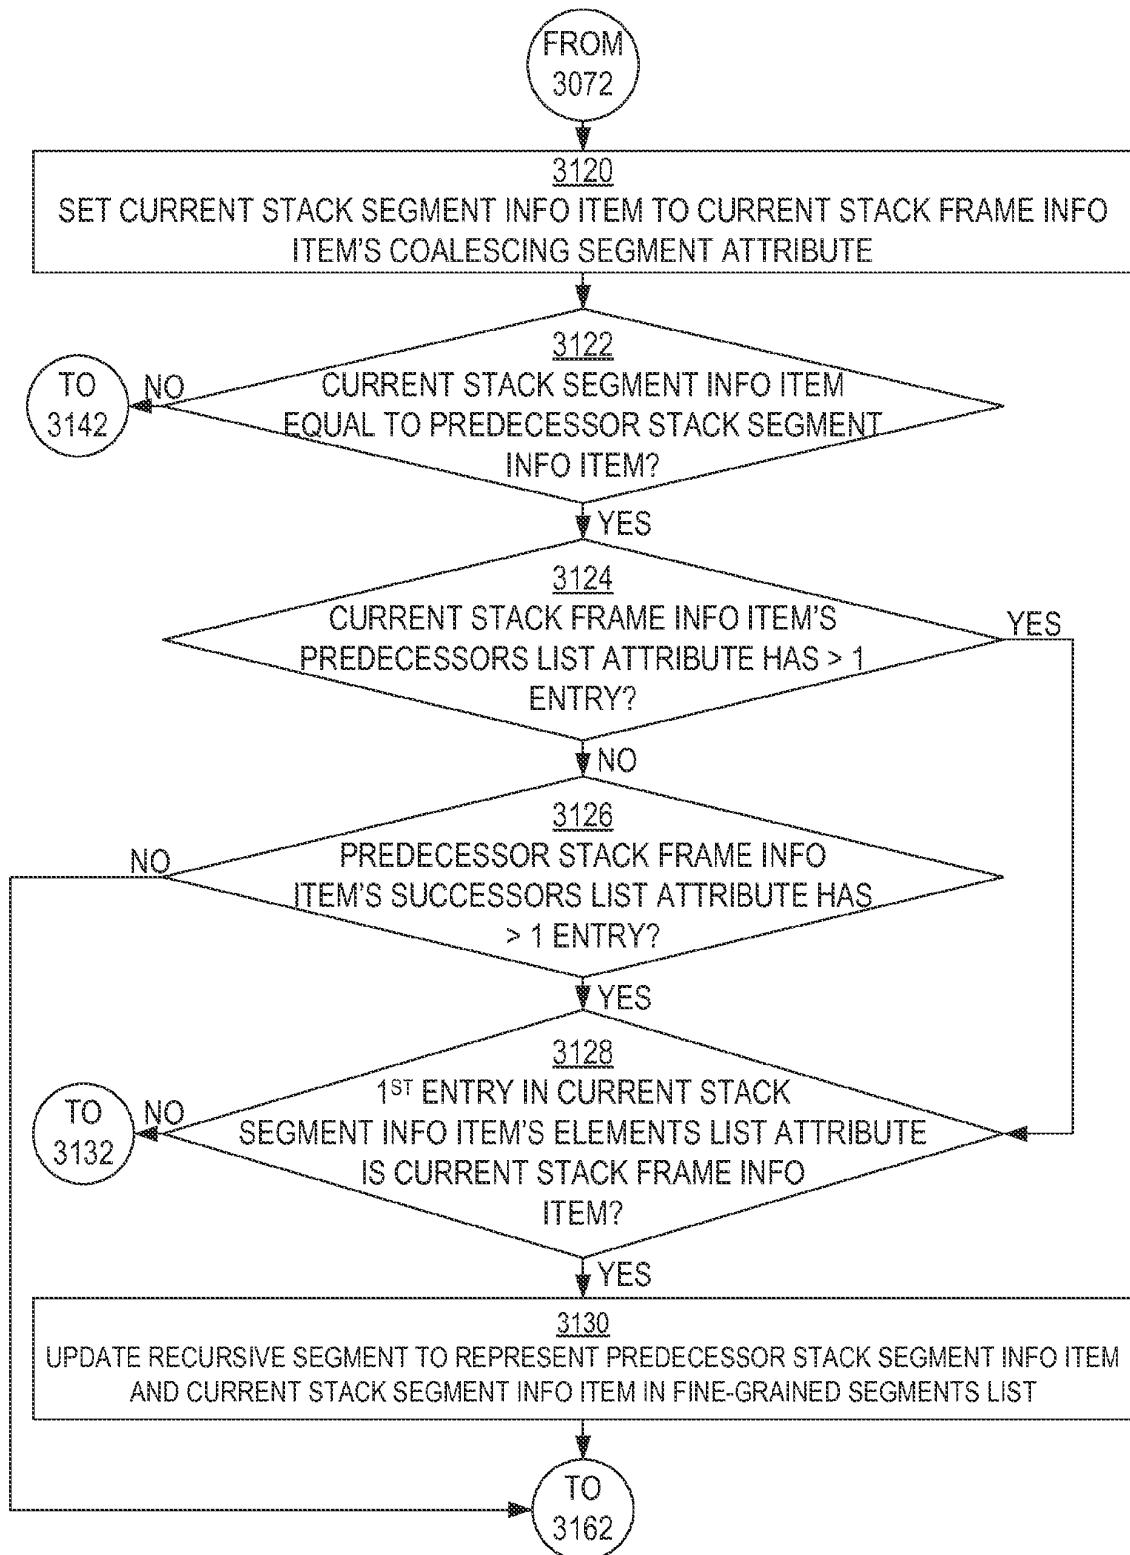 FROM
3072
3120
SET CURRENT STACK SEGMENT INFO ITEM TO CURRENT STACK FRAME INFO
ITEM'S COALESCING SEGMENT ATTRIBUTE
3122
CURRENT STACK SEGMENT INFO ITEM
EQUAL TO PREDECESSOR STACK SEGMENT
INFO ITEM?
NO
TO
3142
YES
3124
CURRENT STACK FRAME INFO ITEM'S
PREDECESSORS LIST ATTRIBUTE HAS > 1
ENTRY?
YES
NO
3126
PREDECESSOR STACK FRAME INFO
ITEM'S SUCCESSORS LIST ATTRIBUTE HAS
> 1 ENTRY?
NO
YES
3128
1ST ENTRY IN CURRENT STACK
SEGMENT INFO ITEM'S ELEMENTS LIST ATTRIBUTE
IS CURRENT STACK FRAME INFO
ITEM?
NO
TO
3132
YES
3130
UPDATE RECURSIVE SEGMENT TO REPRESENT PREDECESSOR STACK SEGMENT INFO ITEM
AND CURRENT STACK SEGMENT INFO ITEM IN FINE-GRAINED SEGMENTS LIST
TO
3162